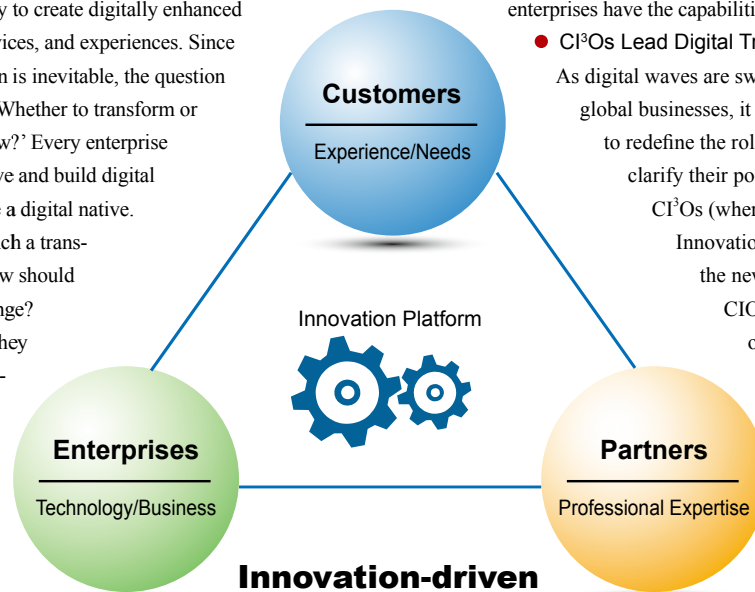 y to create digitally enhanced
vices, and experiences. Since
n is inevitable, the question
Whether to transform or
w?’ Every enterprise
ve and build digital
a digital native.
ch a trans-
w should
nge?
hey
-
Customers
Experience/Needs
enterprises have the capabiliti
● CI³Os Lead Digital Tr
As digital waves are sw
global businesses, it
to redefine the rol
clarify their po
CI³Os (wher
Innovatio
the new
CIO
o
Innovation Platform
Enterprises
Technology/Business
Partners
Professional Expertise
Innovation-driven